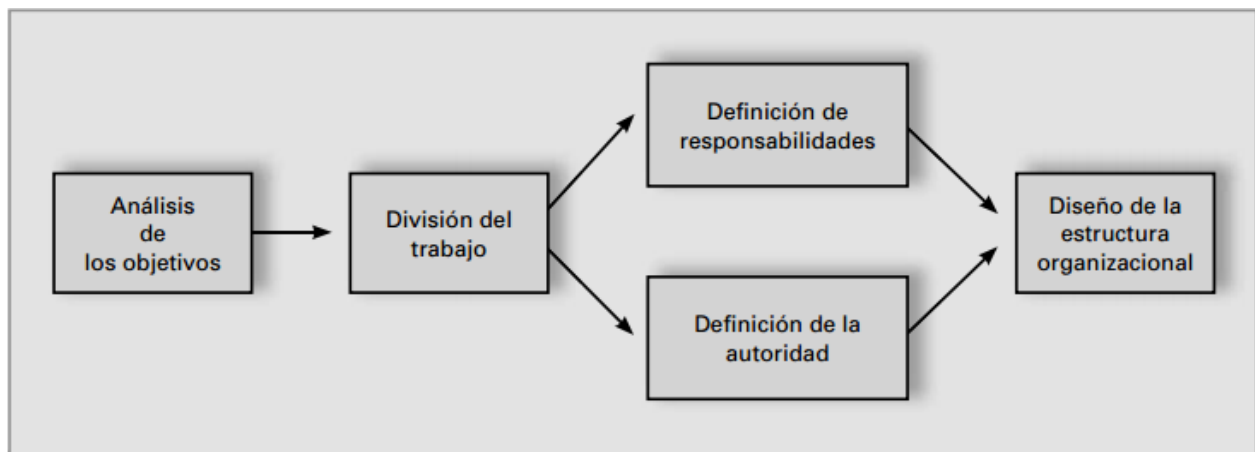 Análisis
de
los objetivos
División del
trabajo
Definición de
responsabilidades
Definición de la
autoridad
Diseño de la
estructura
organizacional